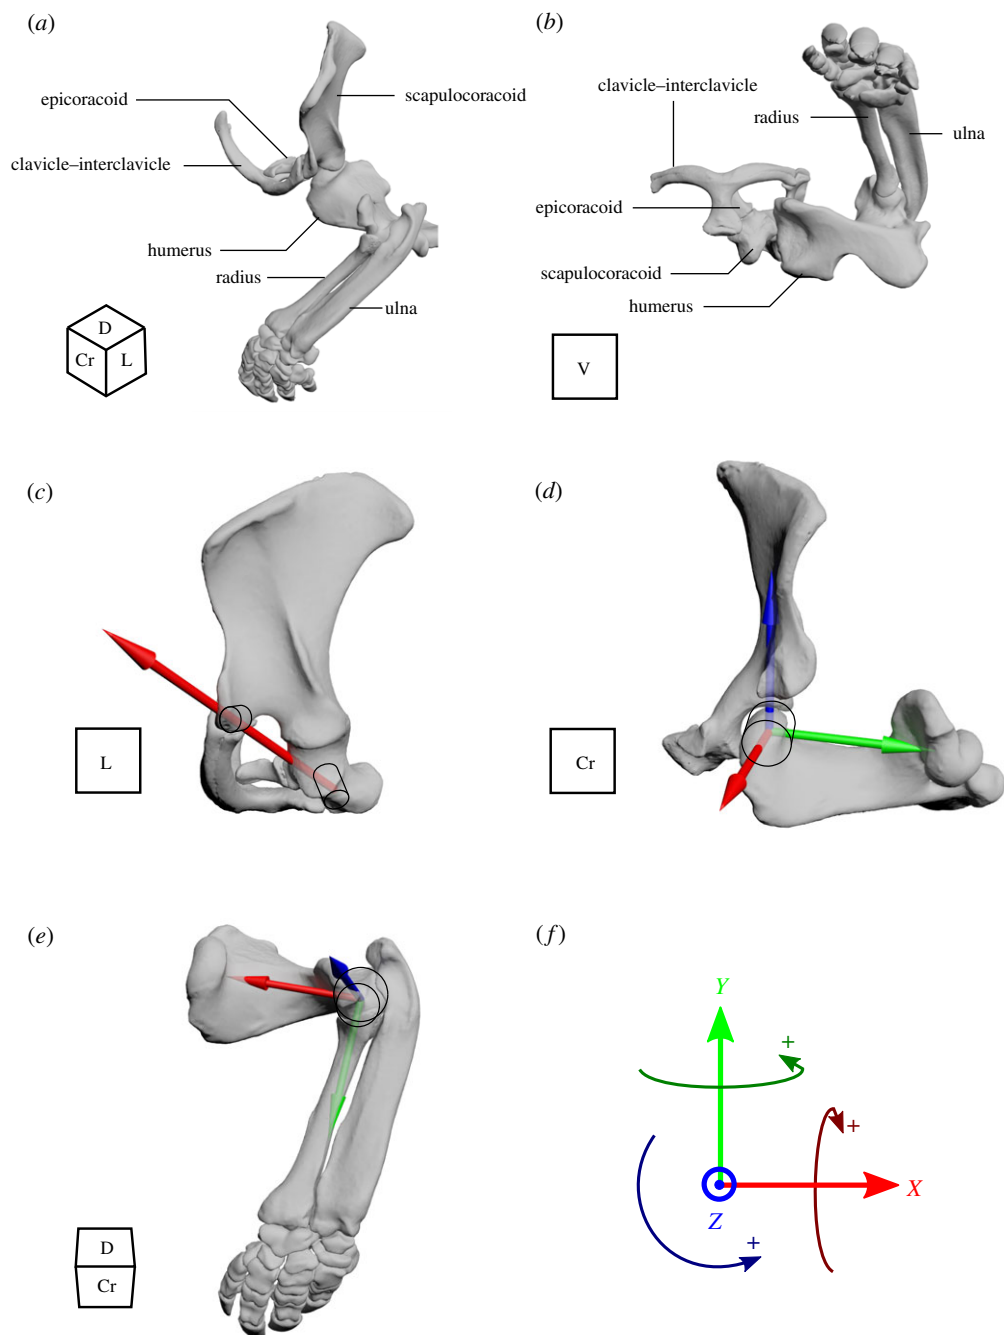 (a)
epicoracoid
scapulocoracoid
clavicle–interclavicle
humerus
radius
ulna
D
Cr
L
(b)
clavicle–interclavicle
radius
ulna
epicoracoid
scapulocoracoid
humerus
V
(c)
L
(d)
Cr
(e)
D
Cr
(f)
Y
+
+
X
Z
+